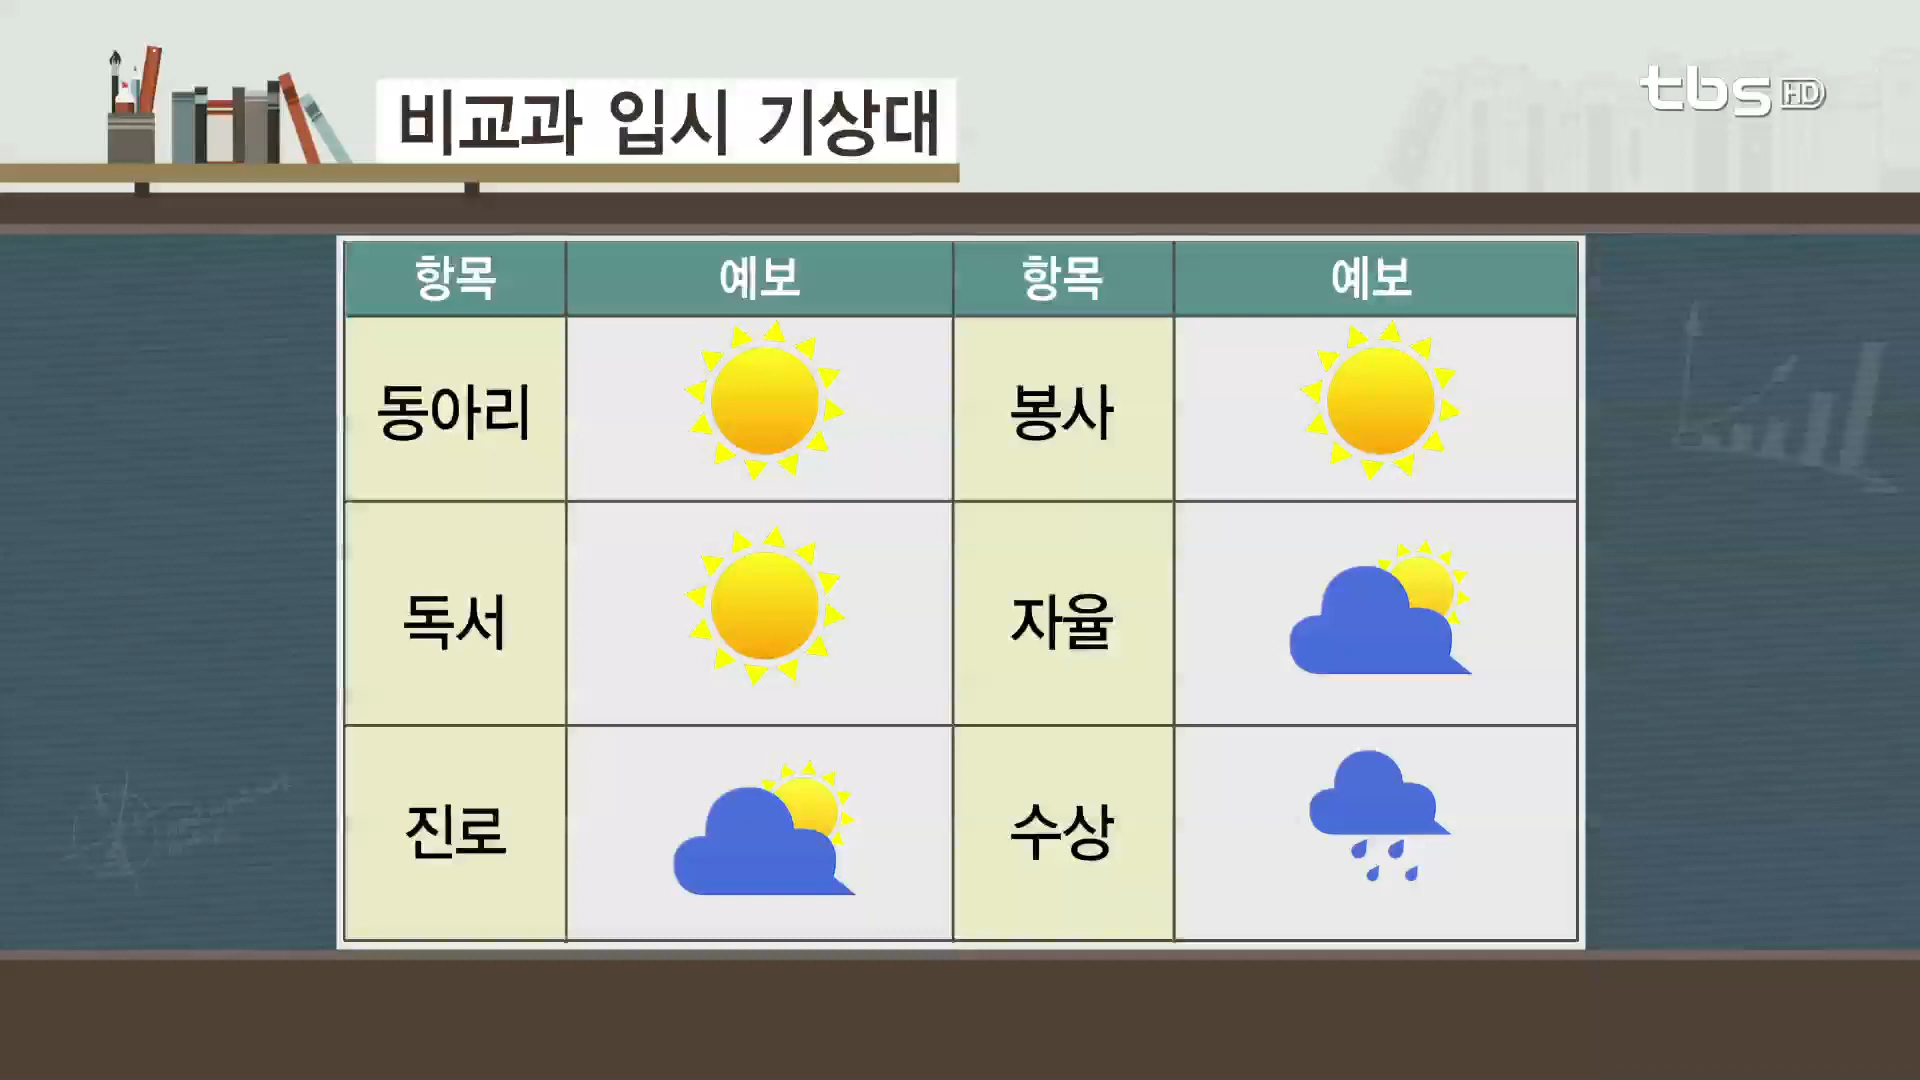 비교과 입시 기상대
tbs HD
항목 예보 항목 예보
동아리 봉사
독서 자율
진로 수상